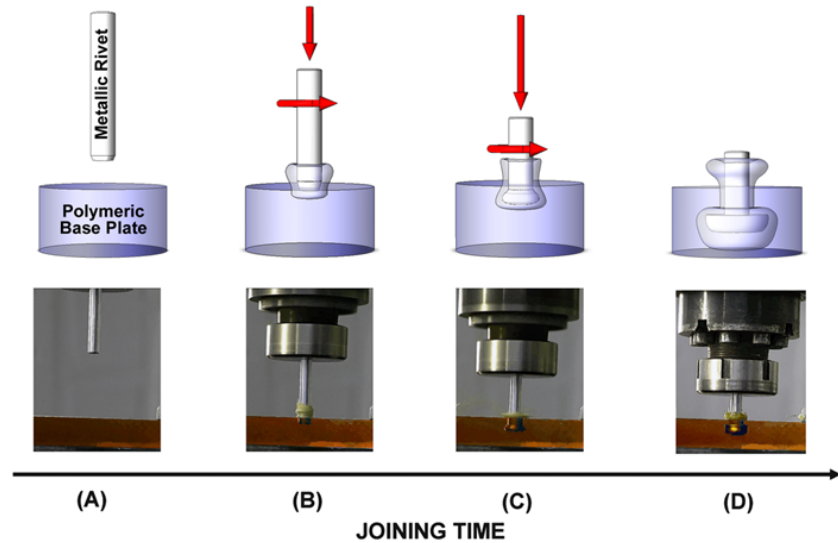 Metallic Rivet
Polymeric
Base Plate
(A)
(B)
(C)
(D)
JOINING TIME